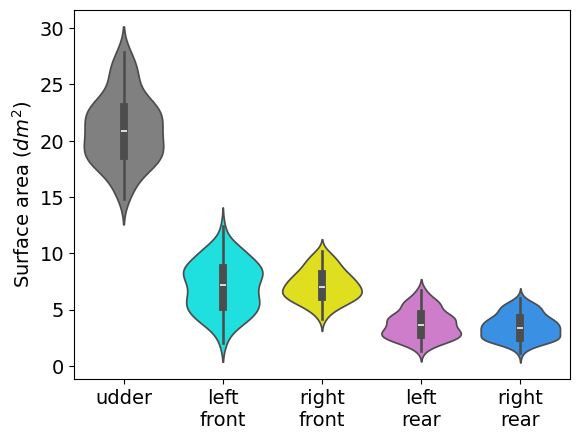 30
25
20
15
10
5
0
Surface area (dm²)
udder
left
front
right
front
left
rear
right
rear